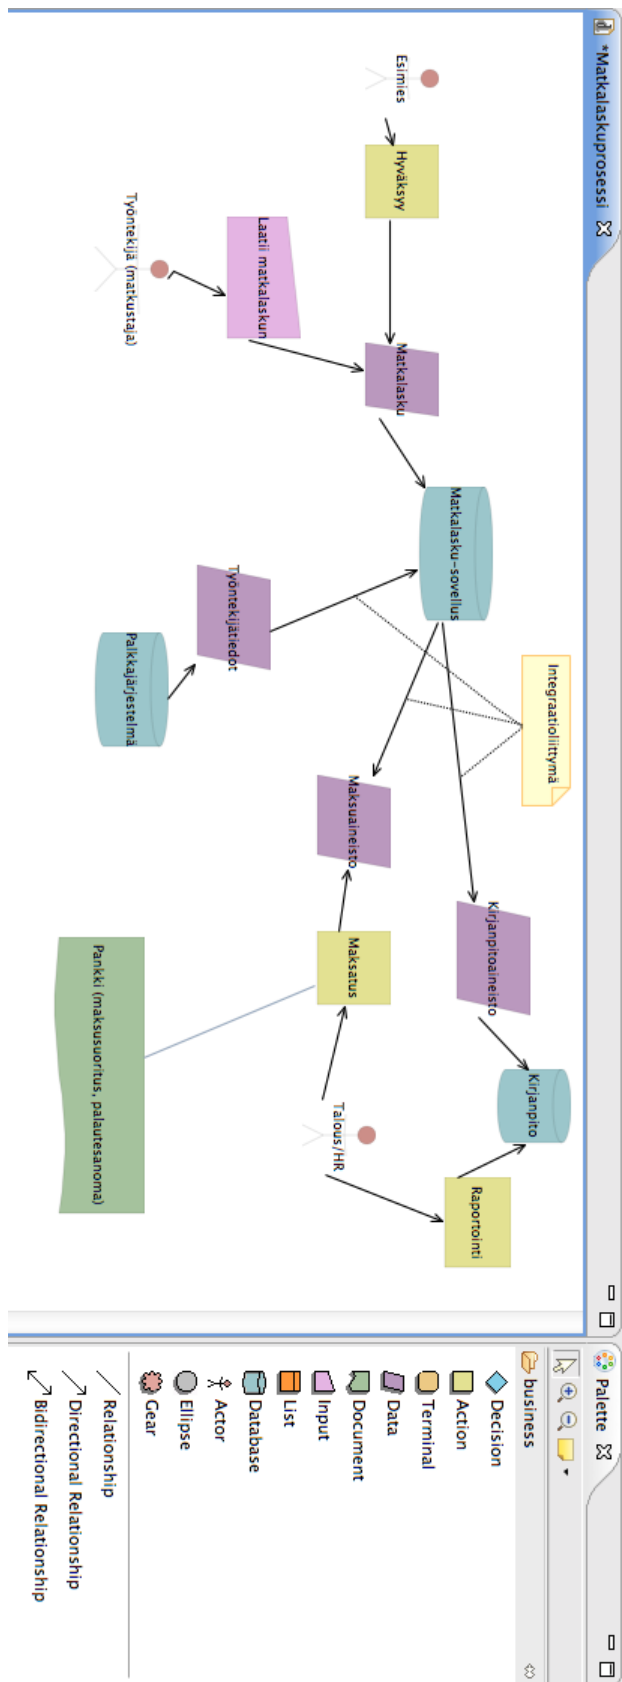 *Matkalaskuprosessi
Esimies
Hyväksyy
Työntekijä (matkustaja)
Laatii matkalaskun
Matkalasku
Matkalasku-sovellus
Työntekijätiedot
Palkkajärjestelmä
Integraatioliittymä
Maksuaineisto
Kirjanpitoaineisto
Maksatus
Pankki (maksusuoritus, palautesanoma)
Kirjanpito
Talous/HR
Raportointi
Palette
business
Decision
Action
Terminal
Data
Document
Input
List
Database
Actor
Ellipse
Gear
Relationship
Directional Relationship
Bidirectional Relationship